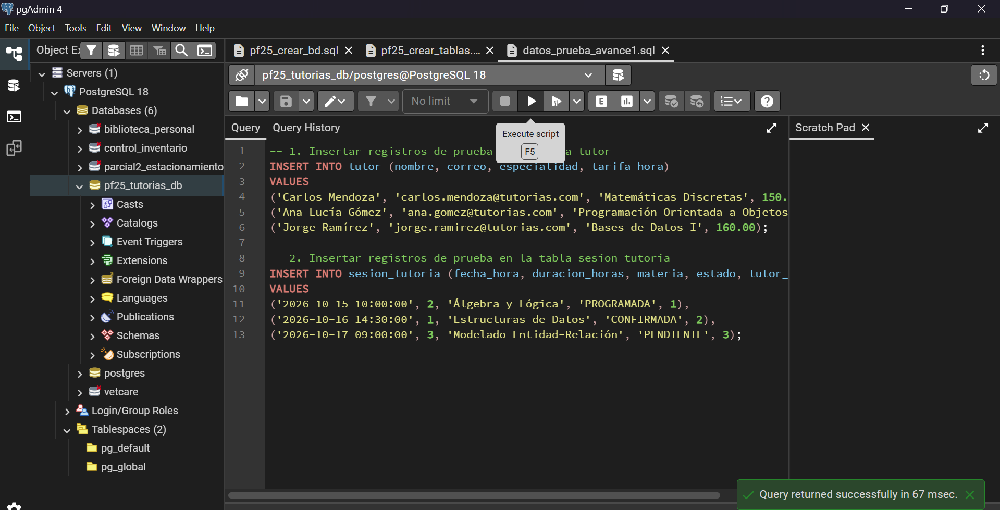 pgAdmin 4
File Object Tools Edit View Window Help
Object Ex
pf25_crear_bd.sql
pf25_crear_tablas....
datos_prueba_avance1.sql
pf25_tutorias_db/postgres@PostgreSQL 18
No limit
E
Query
Query History
Execute script
F5
Scratch Pad
Servers (1)
PostgreSQL 18
Databases (6)
biblioteca_personal
control_inventario
parcial2_estacionamiento
pf25_tutorias_db
Casts
Catalogs
Event Triggers
Extensions
Foreign Data Wrappers
Languages
Publications
Schemas
Subscriptions
postgres
vetcare
Login/Group Roles
Tablespaces (2)
pg_default
pg_global
1 -- 1. Insertar registros de prueba a tutor
2 INSERT INTO tutor (nombre, correo, especialidad, tarifa_hora)
3 VALUES
4 ('Carlos Mendoza', 'carlos.mendoza@tutorias.com', 'Matemáticas Discretas', 150.
5 ('Ana Lucía Gómez', 'ana.gomez@tutorias.com', 'Programación Orientada a Objetos
6 ('Jorge Ramírez', 'jorge.ramirez@tutorias.com', 'Bases de Datos I', 160.00);
7
8 -- 2. Insertar registros de prueba en la tabla sesion_tutoria
9 INSERT INTO sesion_tutoria (fecha_hora, duracion_horas, materia, estado, tutor_
10 VALUES
11 ('2026-10-15 10:00:00', 2, 'Álgebra y Lógica', 'PROGRAMADA', 1),
12 ('2026-10-16 14:30:00', 1, 'Estructuras de Datos', 'CONFIRMADA', 2),
13 ('2026-10-17 09:00:00', 3, 'Modelado Entidad-Relación', 'PENDIENTE', 3);
Query returned successfully in 67 msec.